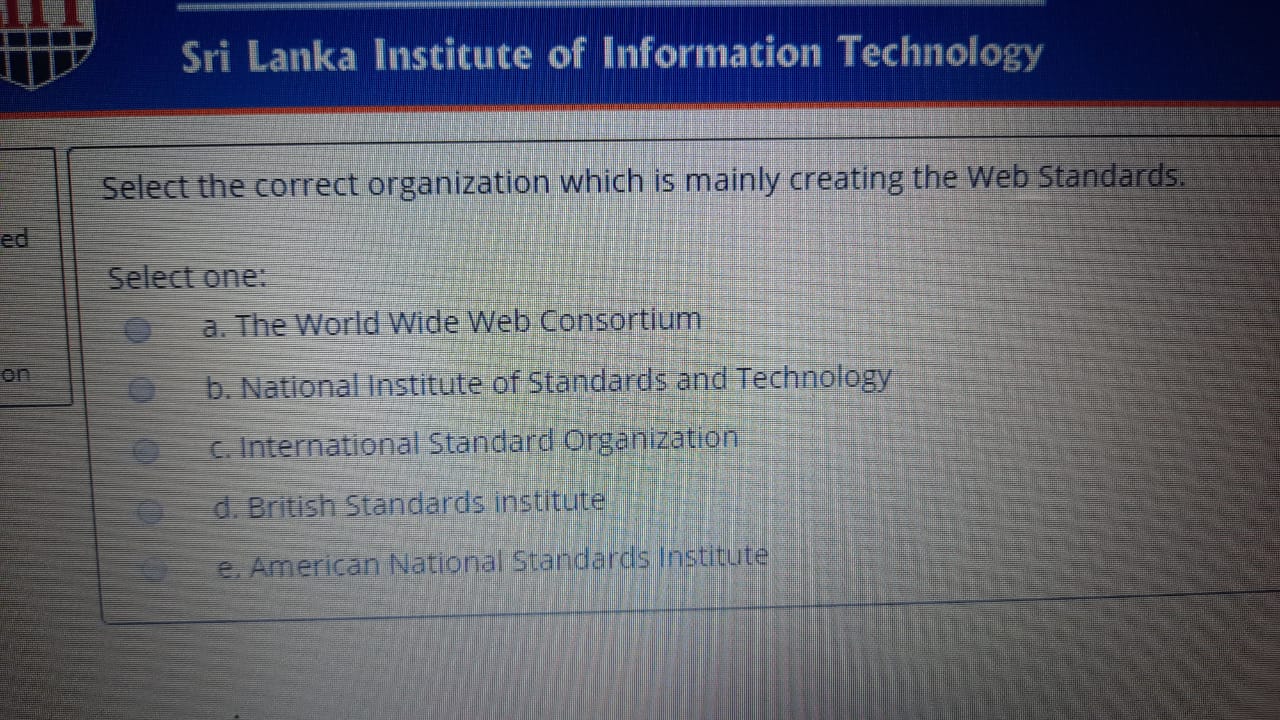 Sri Lanka Institute of Information Technology
Select the correct organization which is mainly creating the Web Standards.
ed
Select one:
a. The World Wide Web Consortium
on
b. National Institute of Standards and Technology
c. International Standard Organization
d. British Standards institute
e. American National Standards Institute